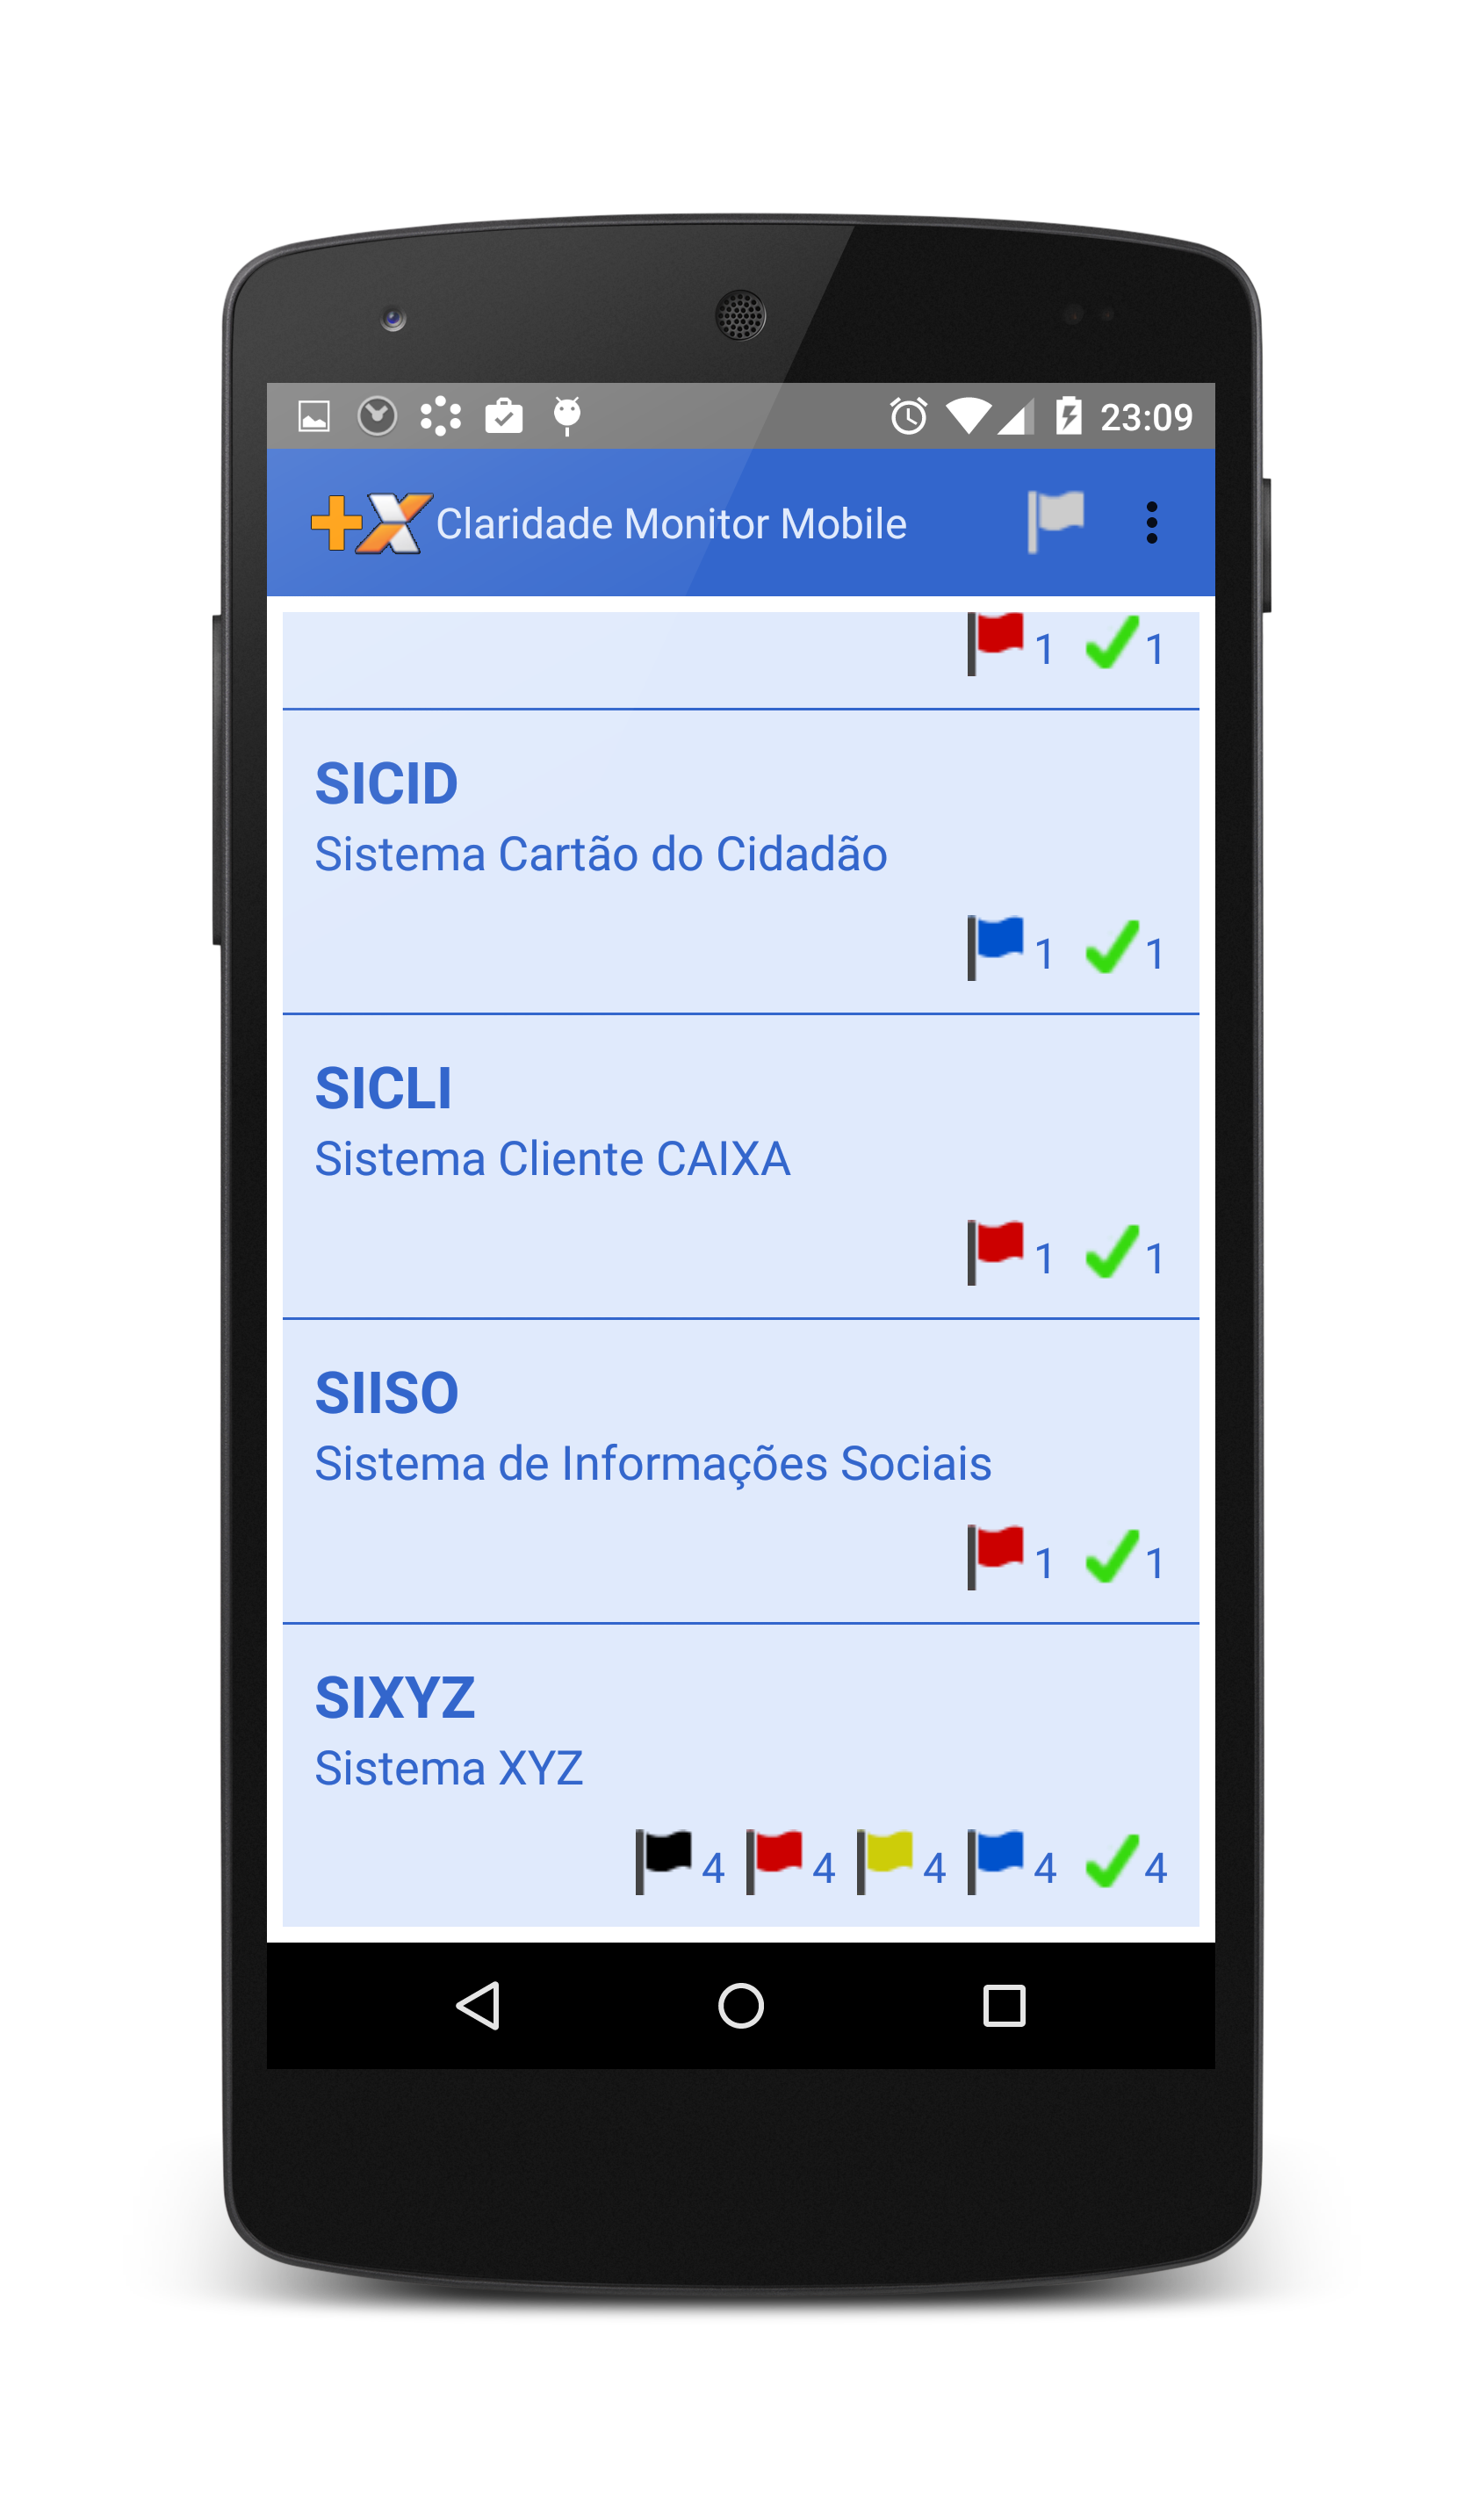 23:09
X Claridade Monitor Mobile
1 1
SICID
Sistema Cartão do Cidadão
1 1
SICLI
Sistema Cliente CAIXA
1 1
SIISO
Sistema de Informações Sociais
1 1
SIXYZ
Sistema XYZ
4 4 4 4 4